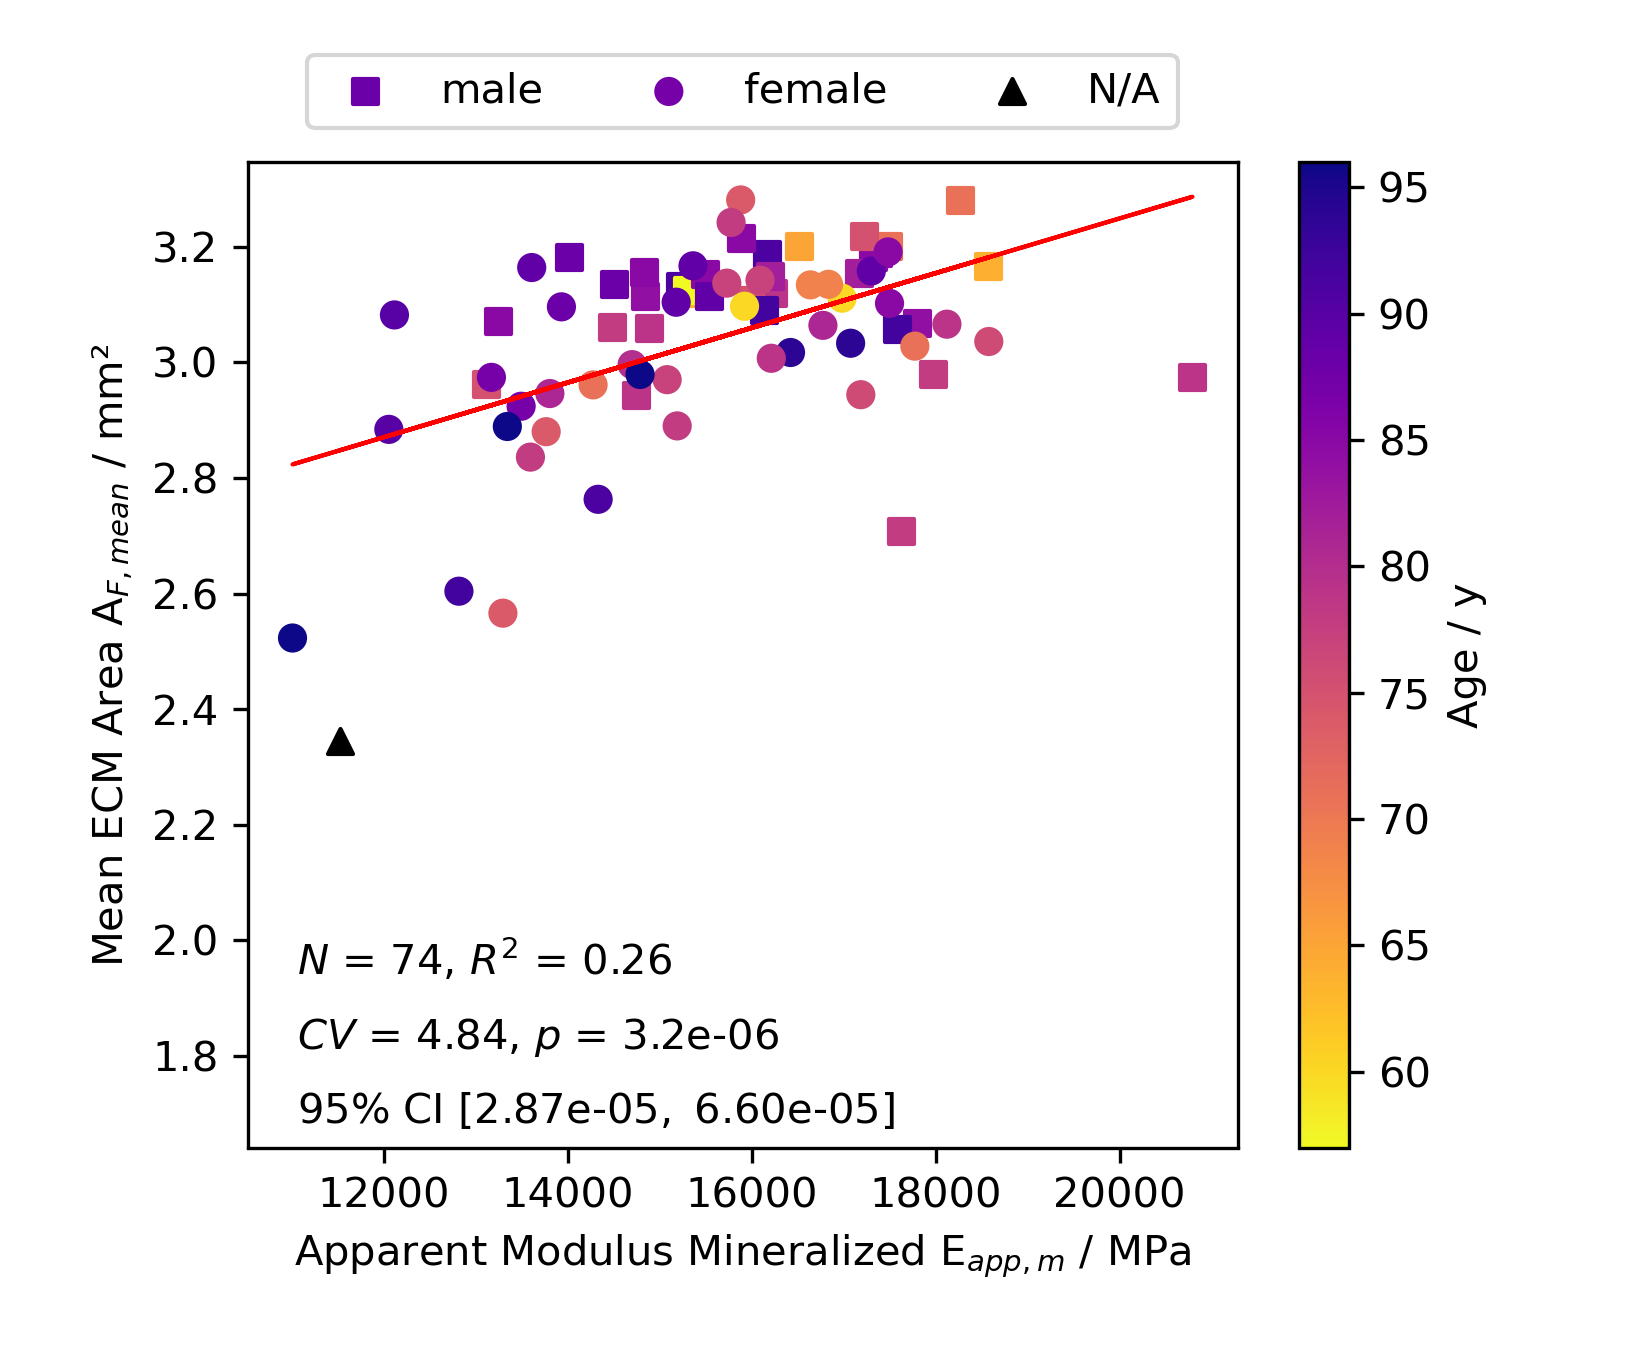 male female N/A
3.2
3.0
2.8
2.6
2.4
2.2
2.0
1.8
Mean ECM Area A_{F,mean} / mm²
N = 74, R² = 0.26
CV = 4.84, p = 3.2e-06
95% CI [2.87e-05, 6.60e-05]
12000 14000 16000 18000 20000
Apparent Modulus Mineralized E_{app,m} / MPa
95
90
85
80
75
70
65
60
Age / y